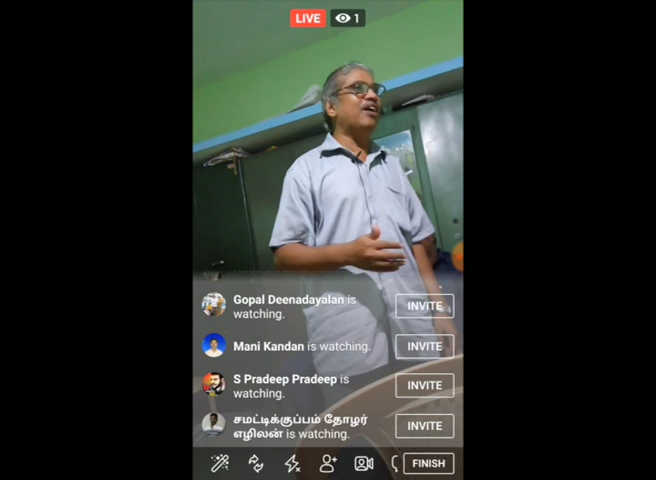 LIVE 1
Gopal Deenadayalan is
watching.
INVITE
Mani Kandan is watching.
INVITE
S Pradeep Pradeep is
watching.
INVITE
சமட்டிக்குப்பம் தோழர்
எழிலன் is watching.
INVITE
FINISH